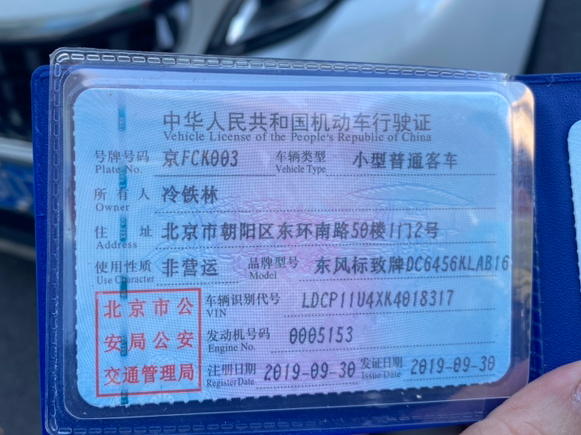 中华人民共和国机动车行驶证
Vehicle License of the People's Republic of China
号牌号码 京FCK003 车辆类型 小型普通客车
Plate No. Vehicle Type
所有人 冷铁林
Owner
住址 北京市朝阳区东环南路50楼11门2号
Address
使用性质 非营运 品牌型号 东风标致牌DC6456KLAB16
Use Character Model
北京市公 车辆识别代号 LDCP11U4XK4018317
VIN
安局公安 发动机号码 0005153
Engine No.
交通管理局 注册日期 2019-09-30 发证日期 2019-09-30
Register Date Issue Date